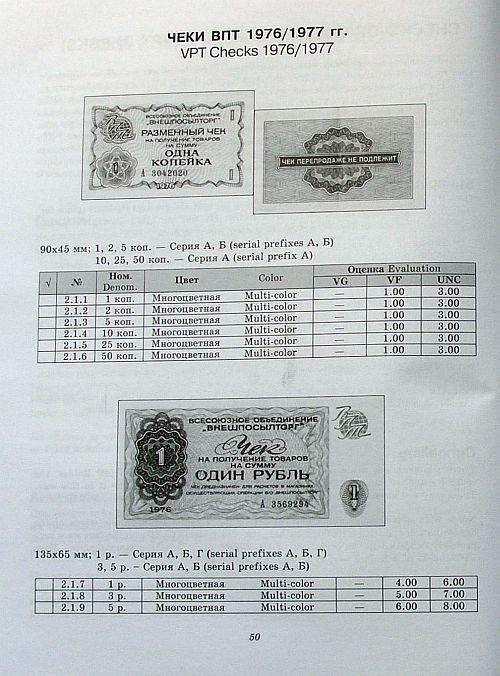 ЧЕКИ ВПТ 1976/1977 гг.
VPT Checks 1976/1977
ВСЕСОЮЗНОЕ ОБЪЕДИНЕНИЕ
"ВНЕШПОСЫЛТОРГ"
РАЗМЕННЫЙ ЧЕК
НА ПОЛУЧЕНИЕ ТОВАРОВ
НА СУММУ
ОДНА
КОПЕЙКА
А 3042020
1976
ЧЕК ПЕРЕПРОДАЖЕ НЕ ПОДЛЕЖИТ
90x45 мм; 1, 2, 5 коп. — Серия А, Б (serial prefixes А, Б)
10, 25, 50 коп. — Серия А (serial prefix А)
√ № Ном. Denom. Цвет Color Оценка Evaluation
VG VF UNC
2.1.1 1 коп. Многоцветная Multi-color — 1.00 3.00
2.1.2 2 коп. Многоцветная Multi-color — 1.00 3.00
2.1.3 5 коп. Многоцветная Multi-color — 1.00 3.00
2.1.4 10 коп. Многоцветная Multi-color — 1.00 3.00
2.1.5 25 коп. Многоцветная Multi-color — 1.00 3.00
2.1.6 50 коп. Многоцветная Multi-color — 1.00 3.00
ВСЕСОЮЗНОЕ ОБЪЕДИНЕНИЕ
"ВНЕШПОСЫЛТОРГ"
Чек
НА ПОЛУЧЕНИЕ ТОВАРОВ
НА СУММУ
1 ОДИН РУБЛЬ
ЧЕК ПРЕДНАЗНАЧЕН ДЛЯ РАСЧЕТОВ В МАГАЗИНАХ,
ОСУЩЕСТВЛЯЮЩИХ ОПЕРАЦИИ В/О „ВНЕШПОСЫЛТОРГ"
1976 А 3569294 1
135x65 мм; 1 р. — Серия А, Б, Г (serial prefixes А, Б, Г)
3, 5 р. – Серия А, Б (serial prefixes А, Б)
2.1.7 1 р. Многоцветная Multi-color — 4.00 6.00
2.1.8 3 р. Многоцветная Multi-color — 5.00 7.00
2.1.9 5 р. Многоцветная Multi-color — 6.00 8.00
50